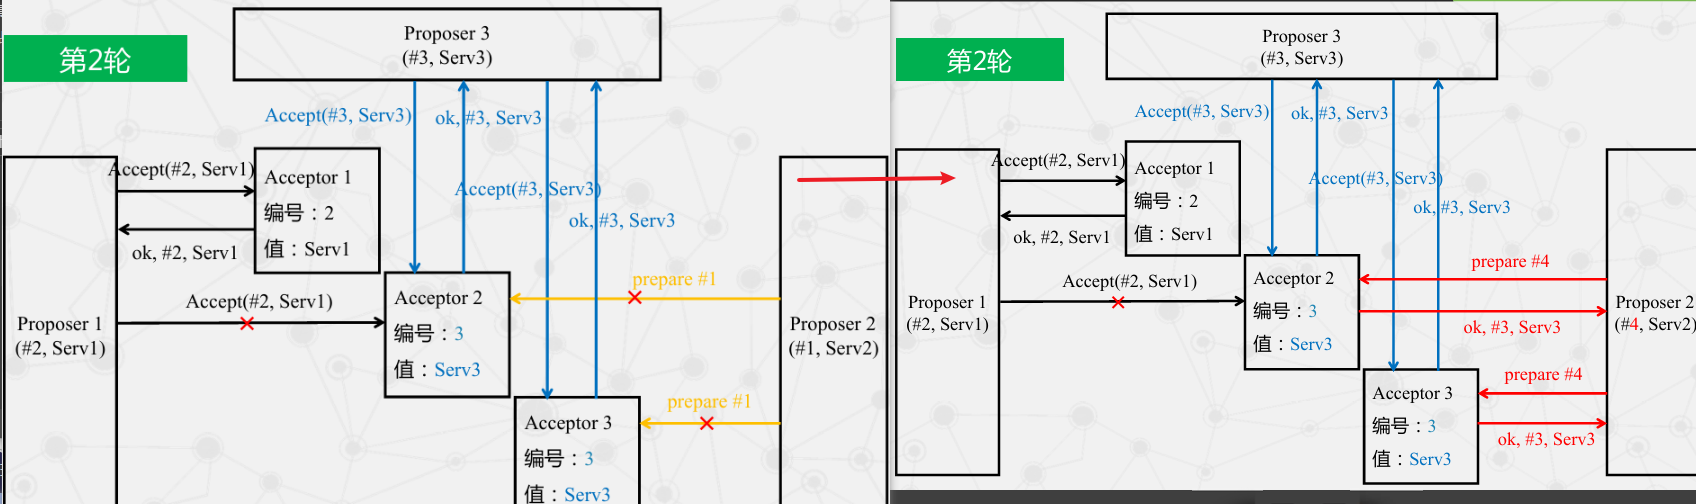 第2轮
Proposer 3
(#3, Serv3)
Accept(#3, Serv3)
ok, #3, Serv3
Accept(#2, Serv1)
Acceptor 1
编号：2
值：Serv1
ok, #2, Serv1
Accept(#3, Serv3)
ok, #3, Serv3
Accept(#2, Serv1)
Proposer 1
(#2, Serv1)
Acceptor 2
编号：3
值：Serv3
prepare #1
Proposer 2
(#1, Serv2)
prepare #1
Acceptor 3
编号：3
值：Serv3
第2轮
Proposer 3
(#3, Serv3)
Accept(#3, Serv3)
ok, #3, Serv3
Accept(#2, Serv1)
Acceptor 1
编号：2
值：Serv1
ok, #2, Serv1
Accept(#3, Serv3)
ok, #3, Serv3
Accept(#2, Serv1)
Proposer 1
(#2, Serv1)
Acceptor 2
编号：3
值：Serv3
prepare #4
ok, #3, Serv3
Proposer 2
(#4, Serv2)
prepare #4
Acceptor 3
编号：3
值：Serv3
ok, #3, Serv3